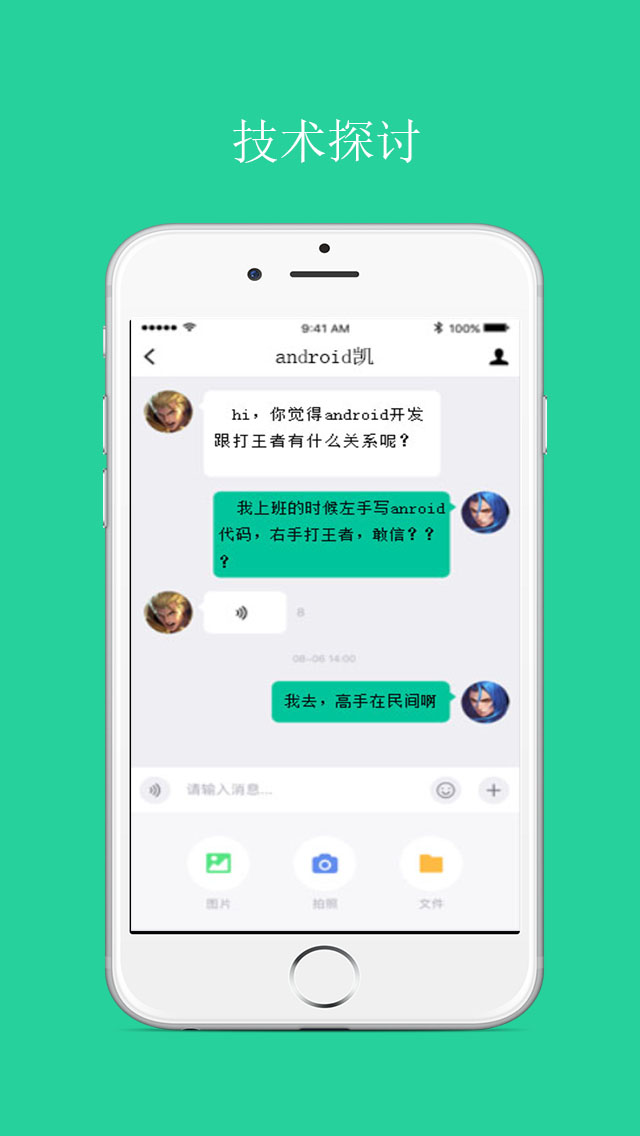 技术探讨
9:41 AM
100%
android凯
hi，你觉得android开发
跟打王者有什么关系呢？
我上班的时候左手写anroid
代码，右手打王者，敢信？？
？
8
08-06 14:00
我去，高手在民间啊
请输入消息...
图片
拍照
文件